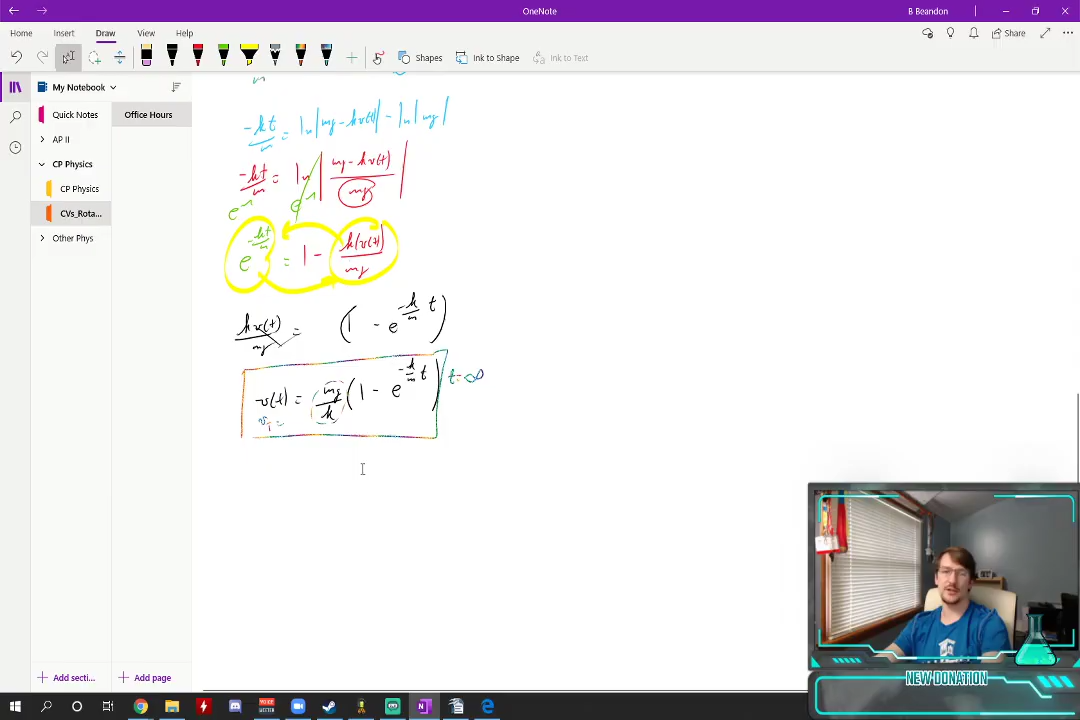 OneNote
B Beandon
Home Insert Draw View Help
Share
Shapes Ink to Shape Ink to Text
My Notebook
Quick Notes
AP II
CP Physics
CP Physics
CVs_Rota...
Other Phys
Office Hours
m
-kt/m = ln|mg-kv(t)| - ln|mg|
-kt/m = ln|mg-kv(t)/mg|
e^ e^
e^-kt/m = 1 - k(v(t)/mg
kv(t)/mg = (1 - e^-k/m t)
v(t) = mg/k (1 - e^-k/m t) t=∞
v_T =
Add secti...
Add page
NEW DONATION